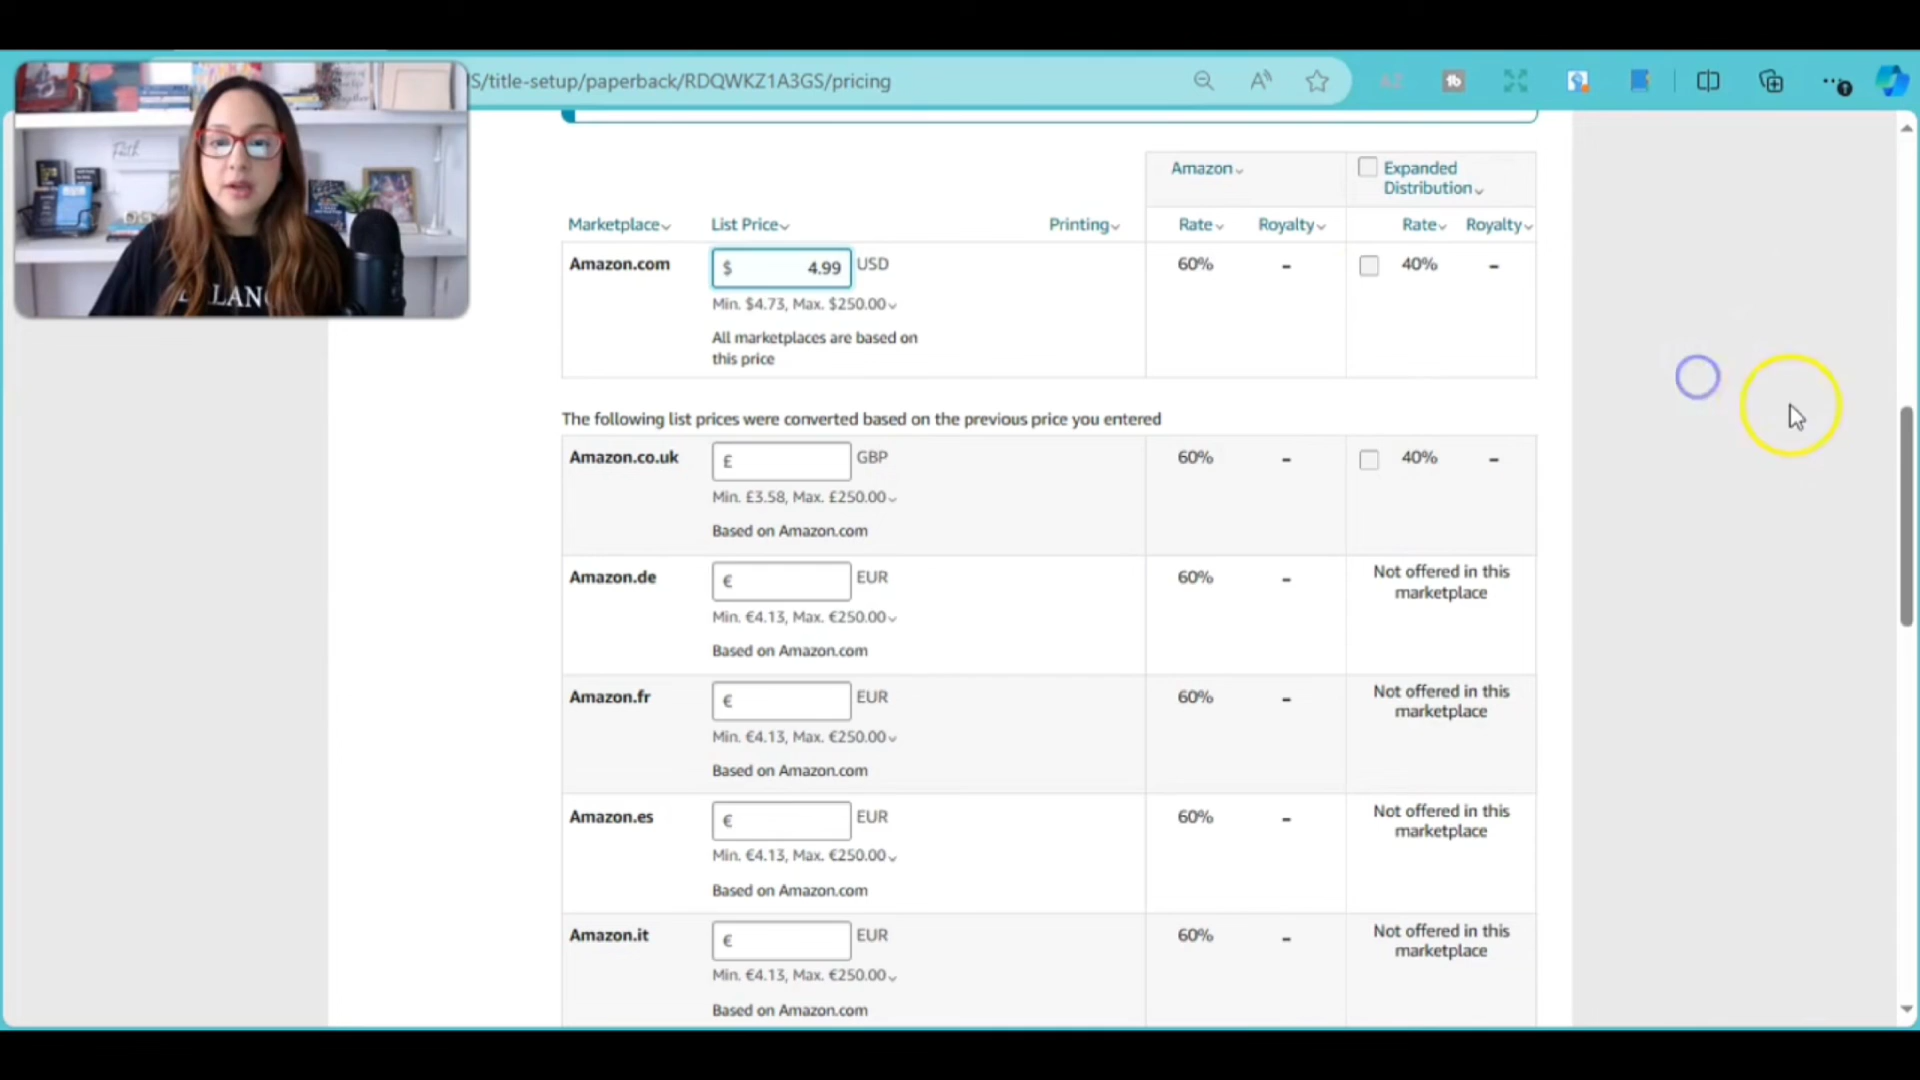 S/title-setup/paperback/RDQWKZ1A3GS/pricing
Faith
Amazon
Expanded
Distribution
Marketplace List Price Printing Rate Royalty Rate Royalty
Amazon.com $ 4.99 USD 60% – 40% –
Min. $4.73, Max. $250.00
All marketplaces are based on
this price
The following list prices were converted based on the previous price you entered
Amazon.co.uk £ GBP 60% – 40% –
Min. £3.58, Max. £250.00
Based on Amazon.com
Amazon.de € EUR 60% – Not offered in this
marketplace
Min. €4.13, Max. €250.00
Based on Amazon.com
Amazon.fr € EUR 60% – Not offered in this
marketplace
Min. €4.13, Max. €250.00
Based on Amazon.com
Amazon.es € EUR 60% – Not offered in this
marketplace
Min. €4.13, Max. €250.00
Based on Amazon.com
Amazon.it € EUR 60% – Not offered in this
marketplace
Min. €4.13, Max. €250.00
Based on Amazon.com